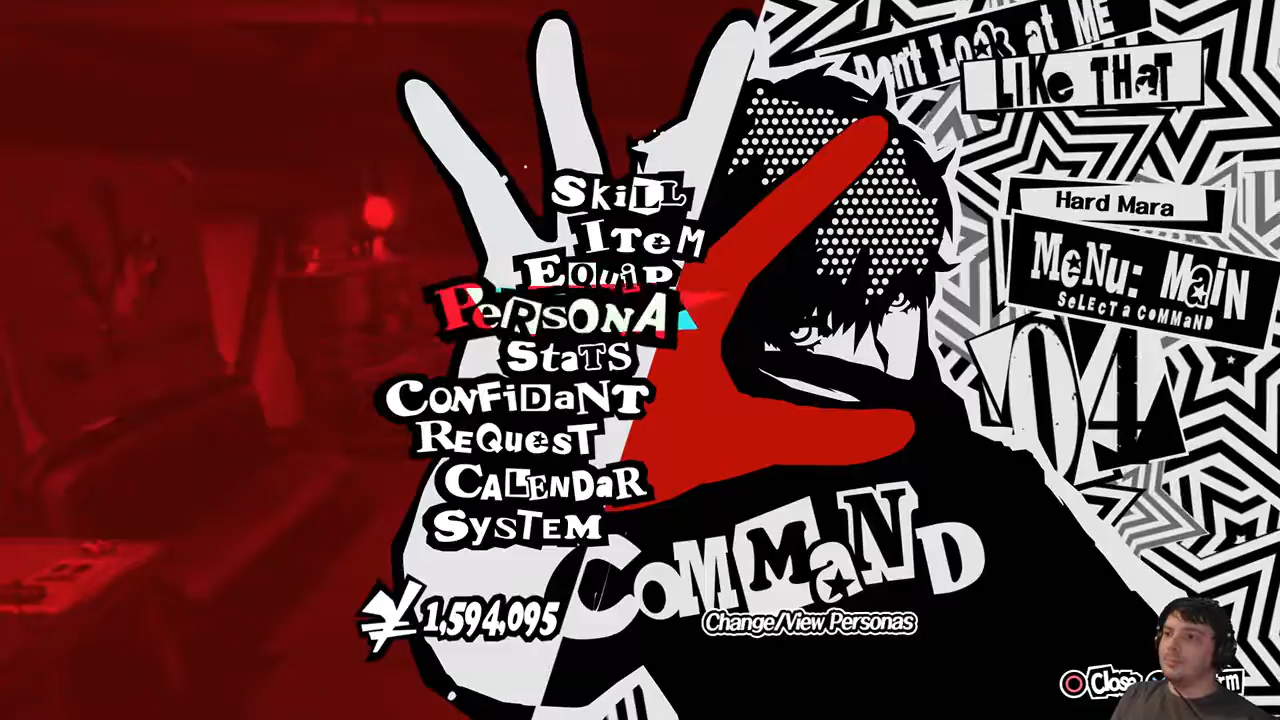 Dont Look at ME
LIKe THaT
Hard Mara
MeNu: MaiN
SeLeCT a CoMMaND
04
SkiLL
ITeM
EQuiP
PeRSONA
StaTS
CoNFiDaNT
ReQuesT
CALeNDaR
SySTeM
¥1,594,095
CoMMaND
Change/View Personas
Close